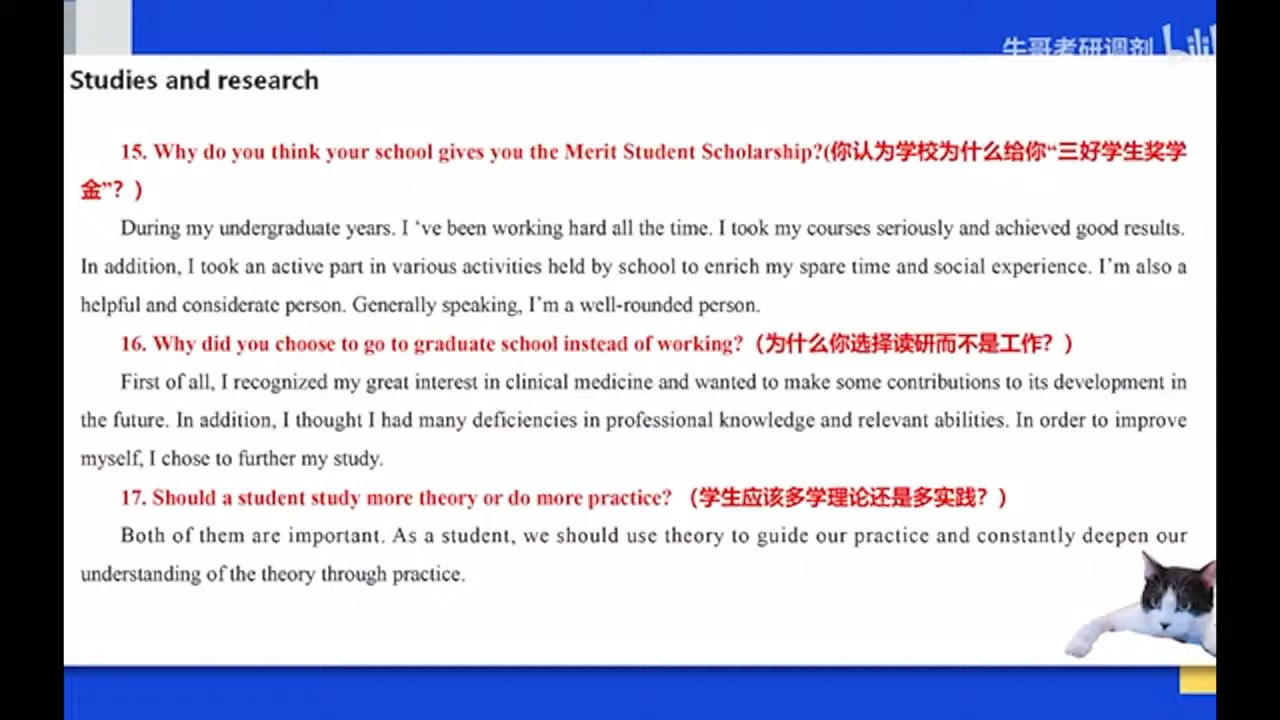 牛哥考研调剂 bilibili
Studies and research
15. Why do you think your school gives you the Merit Student Scholarship?(你认为学校为什么给你“三好学生奖学
金”？）
During my undergraduate years. I ‘ve been working hard all the time. I took my courses seriously and achieved good results.
In addition, I took an active part in various activities held by school to enrich my spare time and social experience. I’m also a
helpful and considerate person. Generally speaking, I’m a well-rounded person.
16. Why did you choose to go to graduate school instead of working?（为什么你选择读研而不是工作？）
First of all, I recognized my great interest in clinical medicine and wanted to make some contributions to its development in
the future. In addition, I thought I had many deficiencies in professional knowledge and relevant abilities. In order to improve
myself, I chose to further my study.
17. Should a student study more theory or do more practice? （学生应该多学理论还是多实践？）
Both of them are important. As a student, we should use theory to guide our practice and constantly deepen our
understanding of the theory through practice.